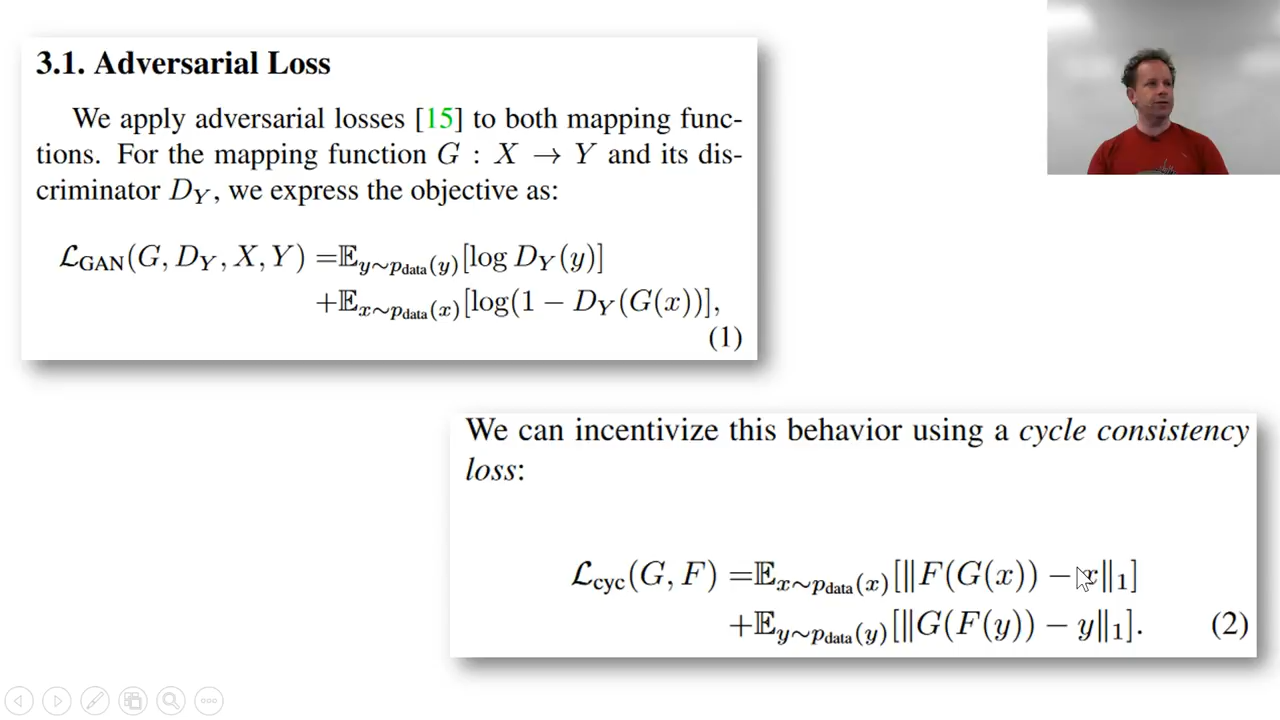 3.1. Adversarial Loss
We apply adversarial losses [15] to both mapping func-
tions. For the mapping function G : X → Y and its dis-
criminator D_Y, we express the objective as:
ℒ_GAN(G, D_Y, X, Y) =𝔼_{y∼p_data(y)}[log D_Y(y)]
+𝔼_{x∼p_data(x)}[log(1 − D_Y(G(x))],
(1)
We can incentivize this behavior using a cycle consistency
loss:
ℒ_cyc(G, F) =𝔼_{x∼p_data(x)}[‖F(G(x)) − x‖_1]
+𝔼_{y∼p_data(y)}[‖G(F(y)) − y‖_1]. (2)